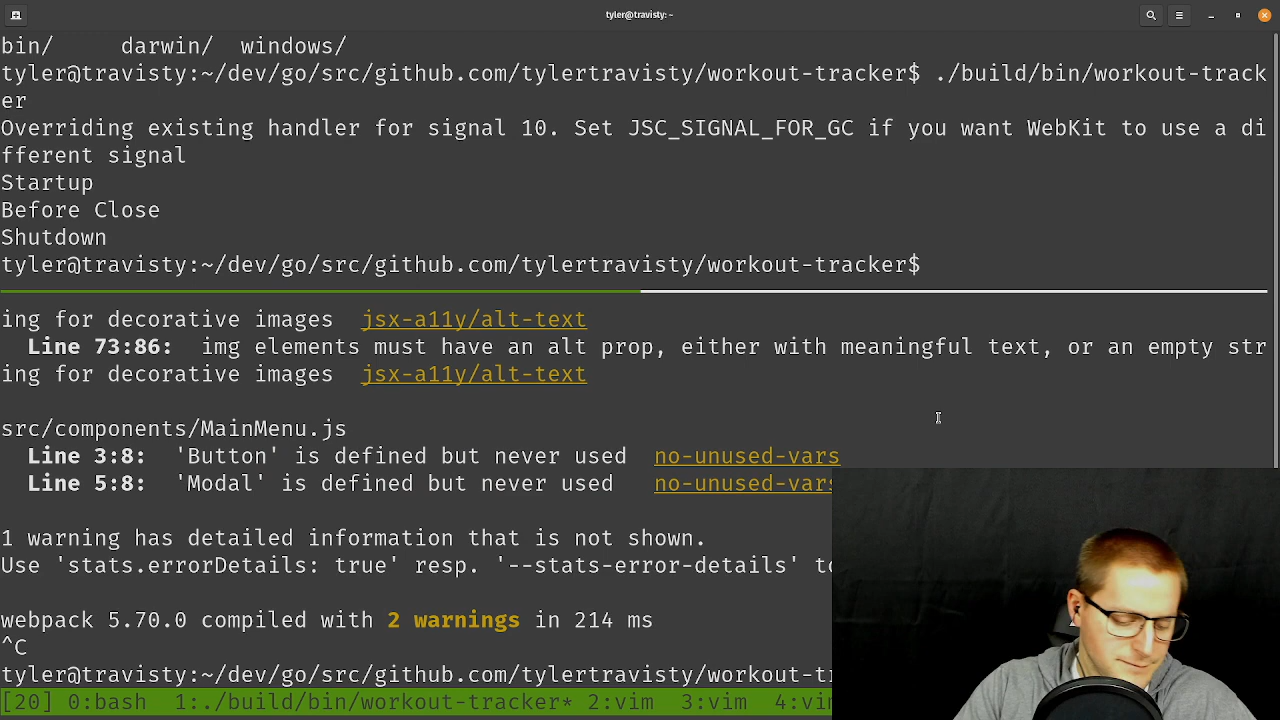 tyler@travisty: ~
bin/     darwin/  windows/
tyler@travisty:~/dev/go/src/github.com/tylertravisty/workout-tracker$ ./build/bin/workout-track
er
Overriding existing handler for signal 10. Set JSC_SIGNAL_FOR_GC if you want WebKit to use a di
fferent signal
Startup
Before Close
Shutdown
tyler@travisty:~/dev/go/src/github.com/tylertravisty/workout-tracker$
ing for decorative images  jsx-a11y/alt-text
  Line 73:86:  img elements must have an alt prop, either with meaningful text, or an empty str
ing for decorative images  jsx-a11y/alt-text
src/components/MainMenu.js
  Line 3:8:  'Button' is defined but never used  no-unused-vars
  Line 5:8:  'Modal' is defined but never used   no-unused-vars
1 warning has detailed information that is not shown.
Use 'stats.errorDetails: true' resp. '--stats-error-details' to
webpack 5.70.0 compiled with 2 warnings in 214 ms
^C
tyler@travisty:~/dev/go/src/github.com/tylertravisty/workout-tr
[20] 0:bash  1:./build/bin/workout-tracker* 2:vim  3:vim  4:vim